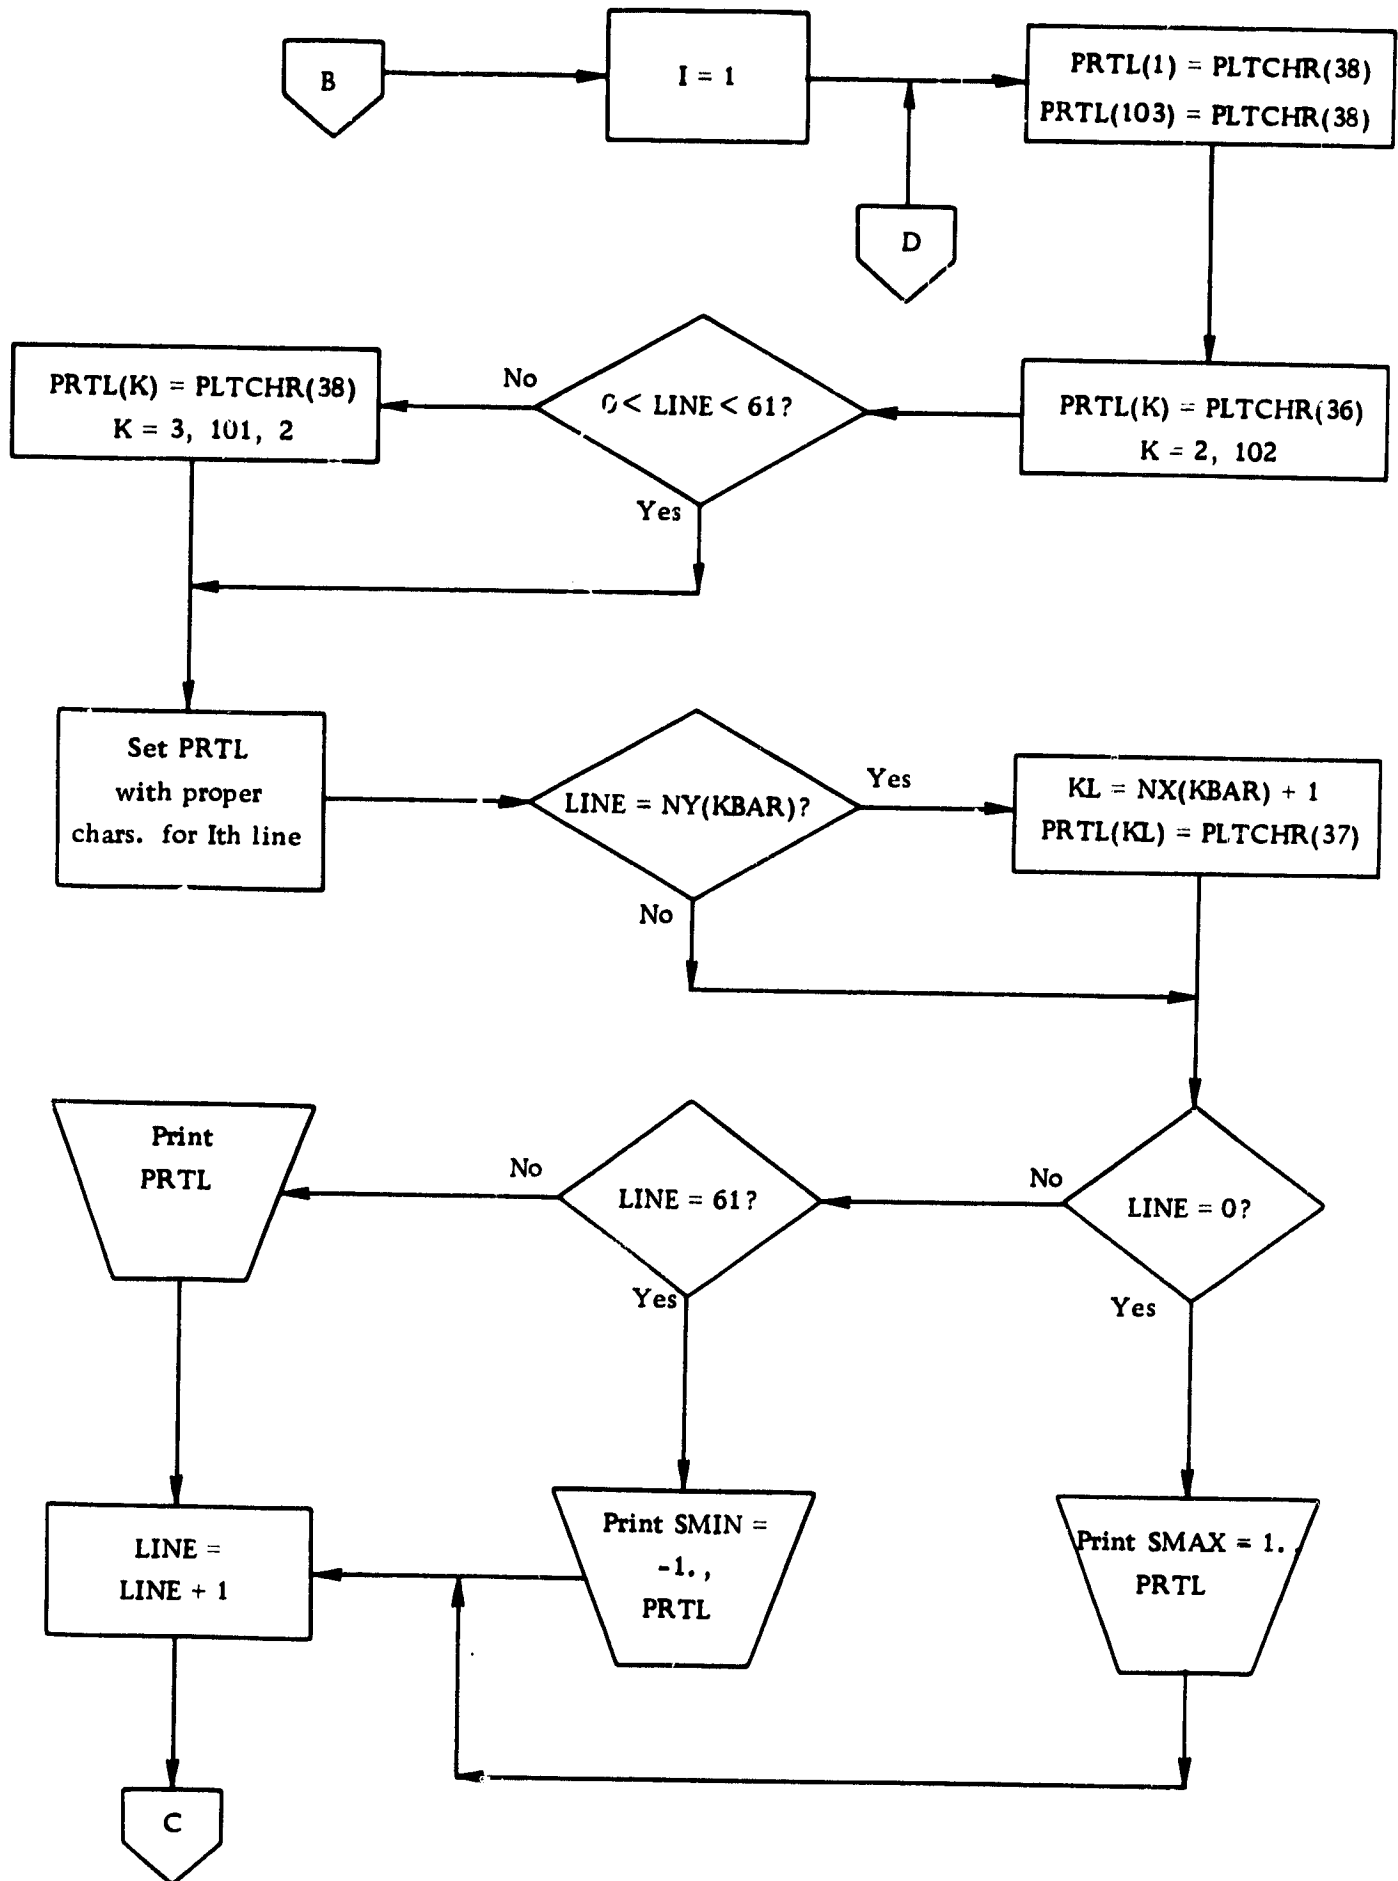 B
I = 1
PRTL(1) = PLTCHR(38)
PRTL(103) = PLTCHR(38)
D
PRTL(K) = PLTCHR(38)
K = 3, 101, 2
No
0 < LINE < 61?
Yes
PRTL(K) = PLTCHR(36)
K = 2, 102
Set PRTL
with proper
chars. for Ith line
LINE = NY(KBAR)?
Yes
No
KL = NX(KBAR) + 1
PRTL(KL) = PLTCHR(37)
Print
PRTL
No
LINE = 61?
Yes
No
LINE = 0?
Yes
LINE =
LINE + 1
Print SMIN =
-1.,
PRTL
Print SMAX = 1.,
PRTL
C